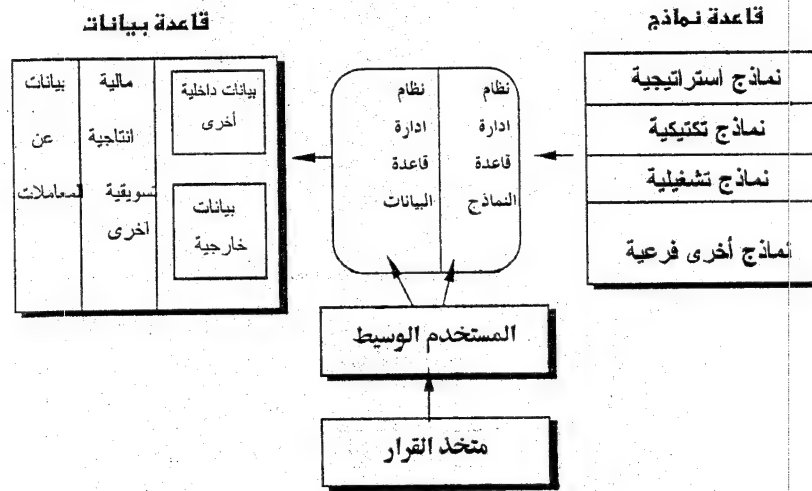 قاعدة نماذج
نماذج استراتيجية
نماذج تكتيكية
نماذج تشغيلية
نماذج أخرى فرعية
نظام
ادارة
قاعدة
النماذج
نظام
ادارة
قاعدة
البيانات
قاعدة بيانات
بيانات داخلية
أخرى
بيانات
خارجية
مالية
انتاجية
تسويقية
اخرى
بيانات
عن
المعاملات
المستخدم الوسيط
متخذ القرار